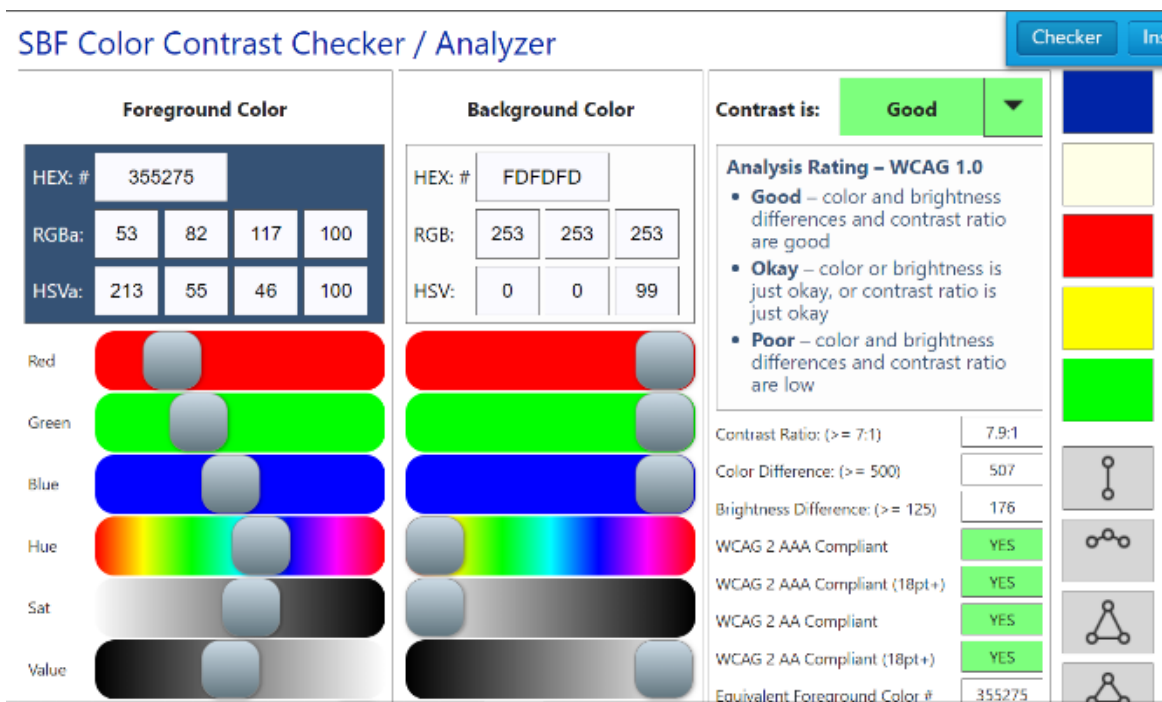 SBF Color Contrast Checker / Analyzer
Checker
Foreground Color
HEX: # 355275
RGBa: 53 82 117 100
HSVa: 213 55 46 100
Red
Green
Blue
Hue
Sat
Value
Background Color
HEX: # FDFDFD
RGB: 253 253 253
HSV: 0 0 99
Contrast is: Good
Analysis Rating – WCAG 1.0
• Good – color and brightness
differences and contrast ratio
are good
• Okay – color or brightness is
just okay, or contrast ratio is
just okay
• Poor – color and brightness
differences and contrast ratio
are low
Contrast Ratio: (>= 7:1) 7.9:1
Color Difference: (>= 500) 507
Brightness Difference: (>= 125) 176
WCAG 2 AAA Compliant YES
WCAG 2 AAA Compliant (18pt+) YES
WCAG 2 AA Compliant YES
WCAG 2 AA Compliant (18pt+) YES
Equivalent Foreground Color # 355275